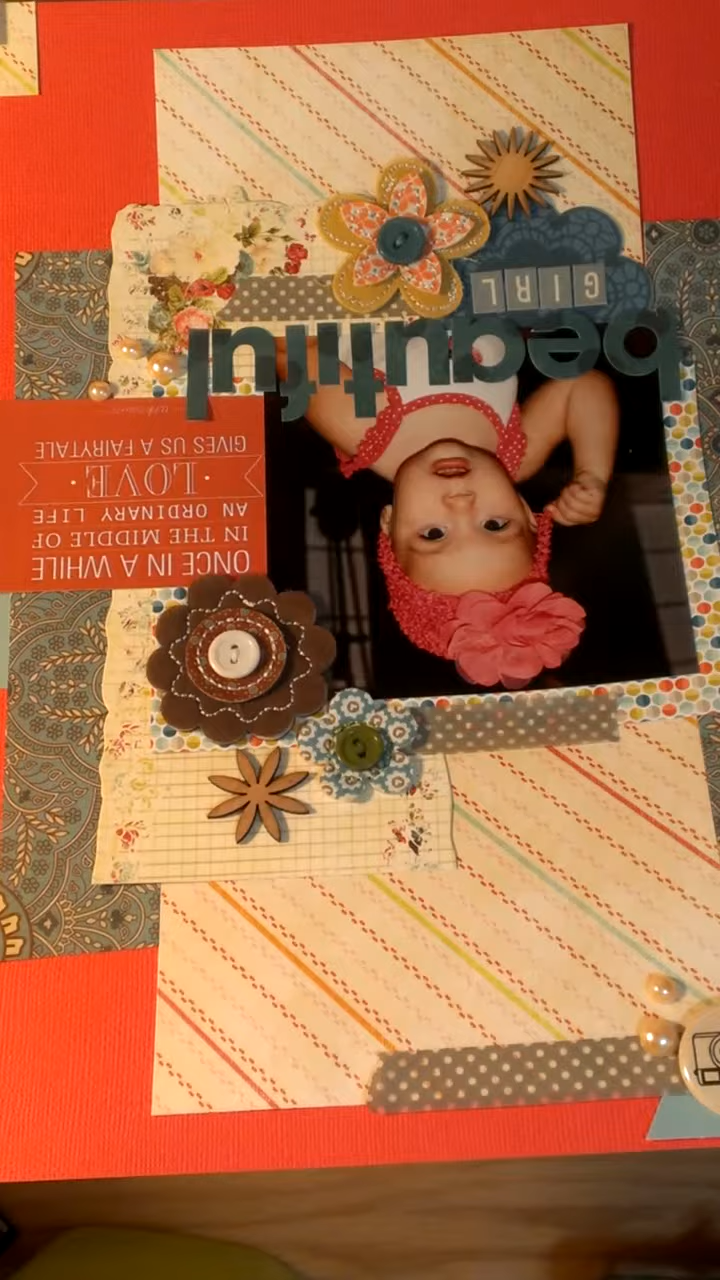 beautiful
GIRL
ONCE IN A WHILE
IN THE MIDDLE OF
AN ORDINARY LIFE
· LOVE ·
GIVES US A FAIRYTALE